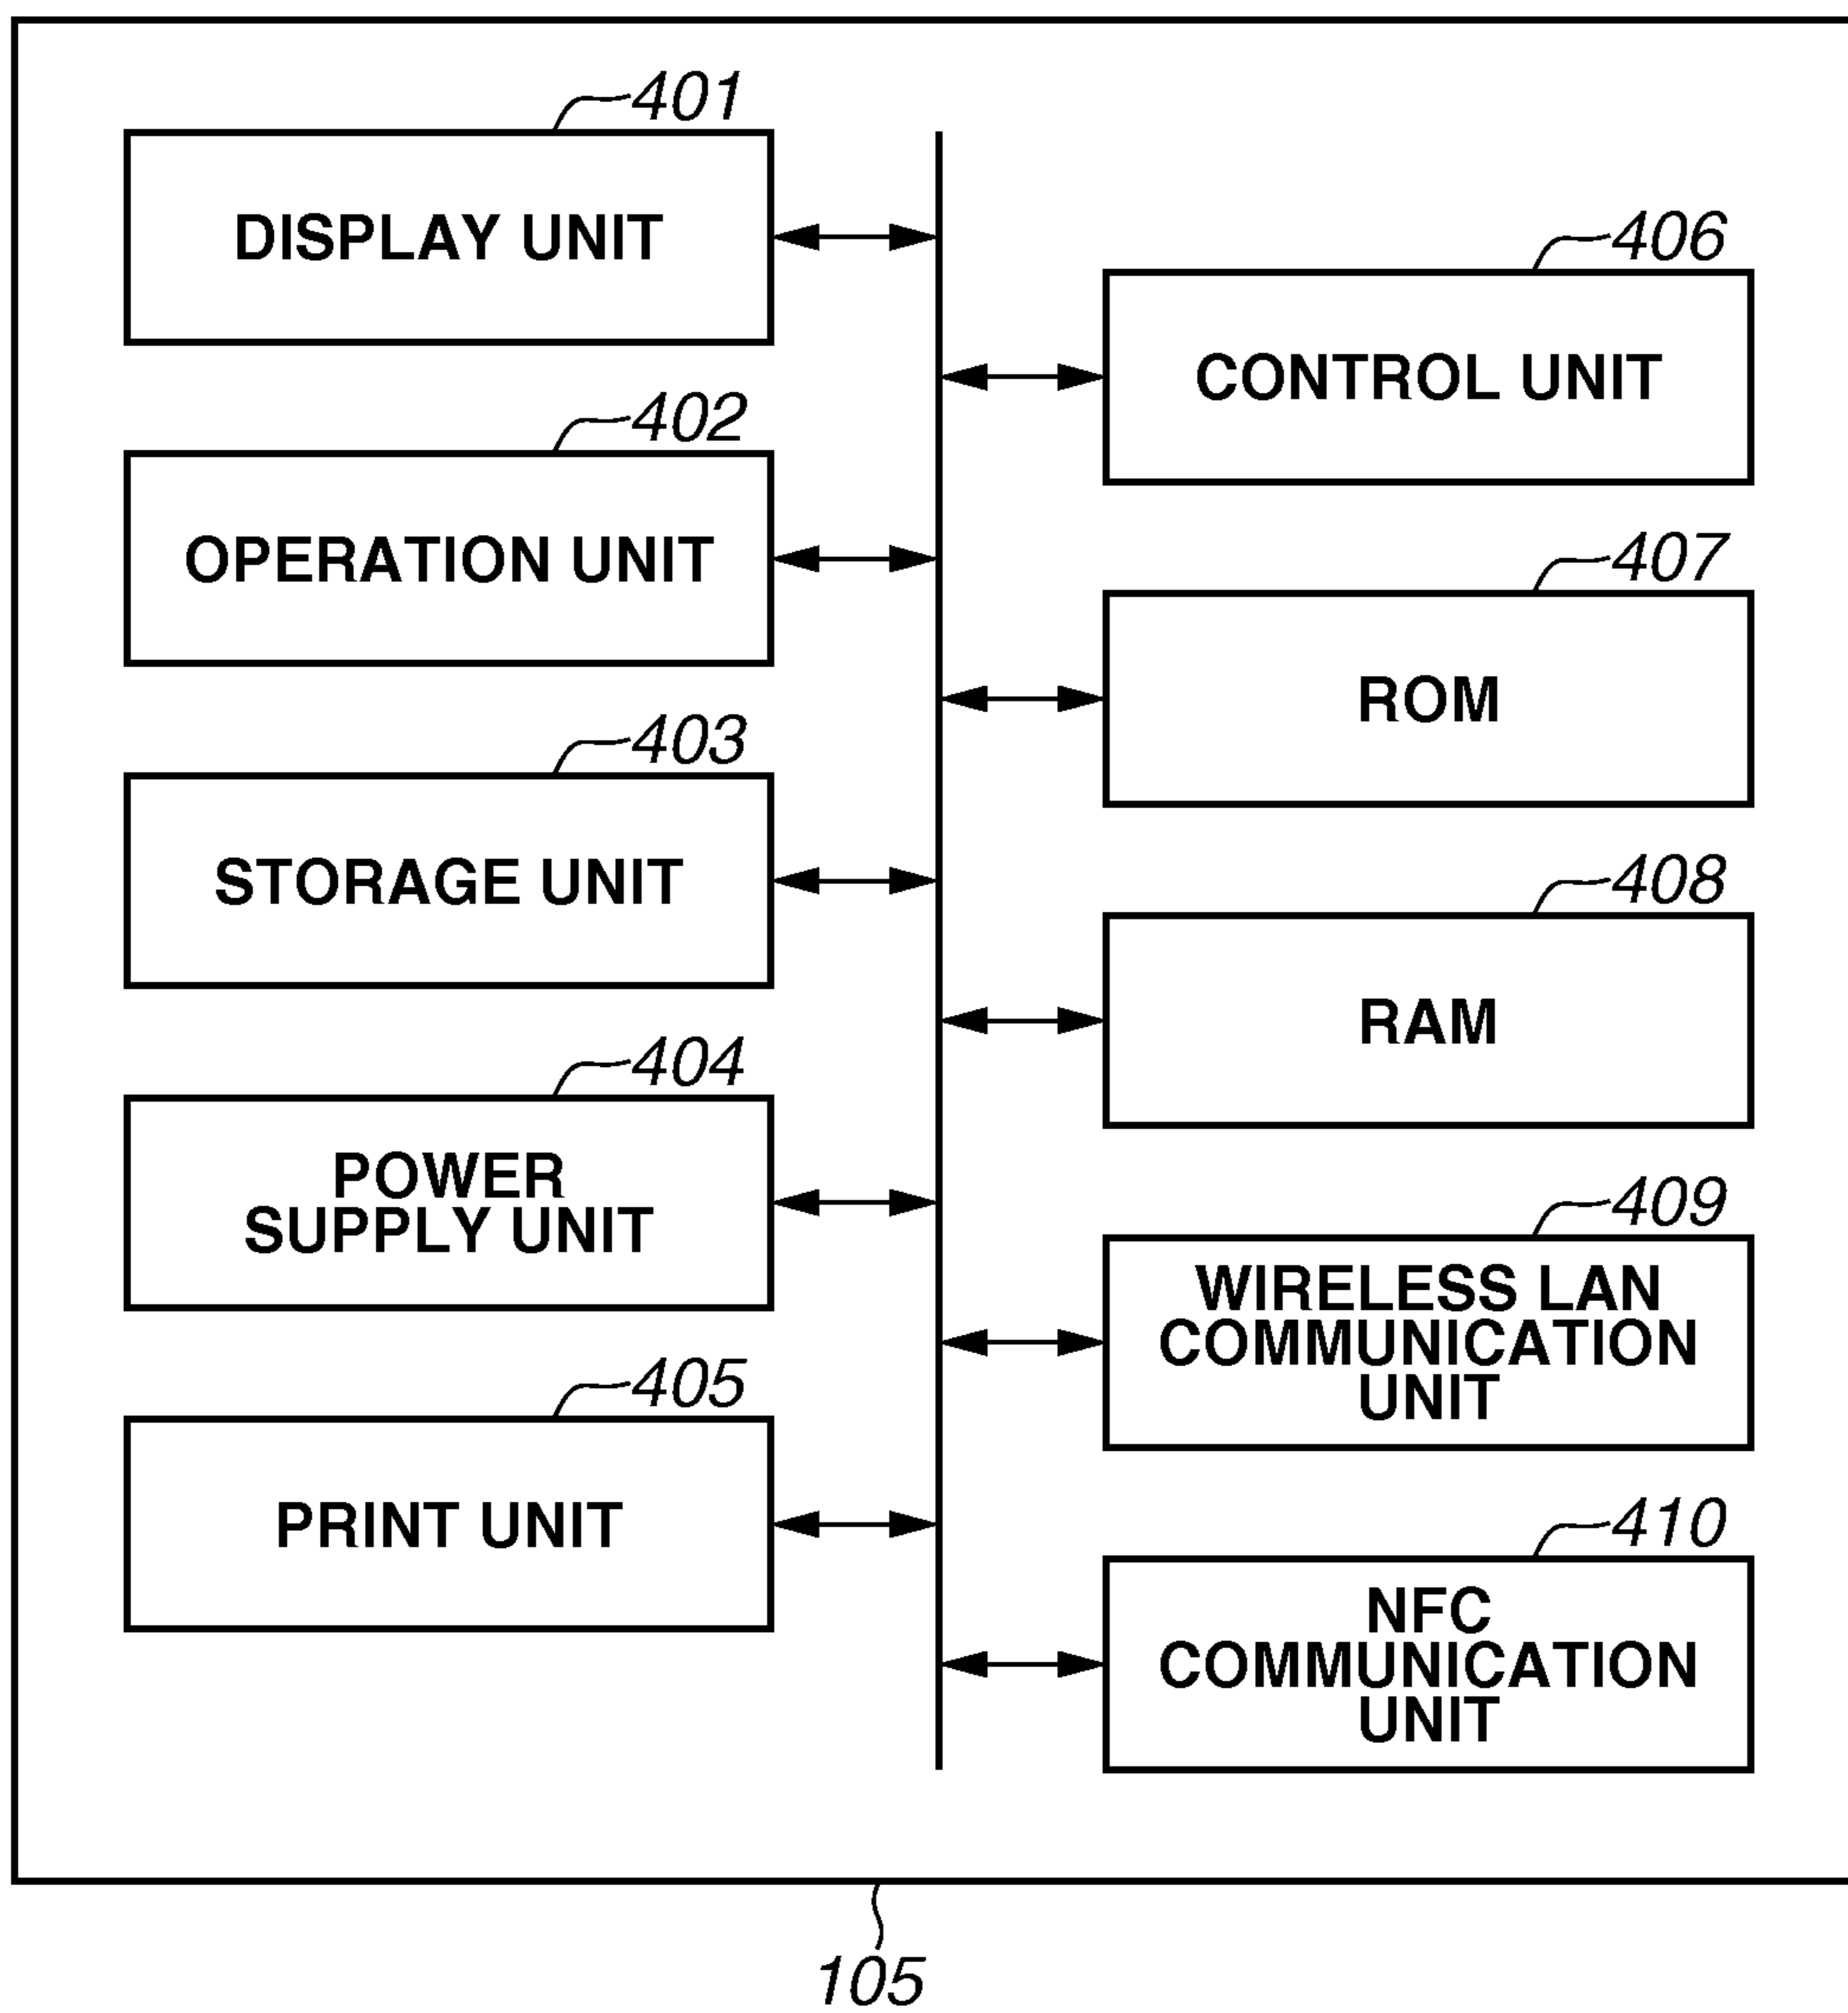 401
DISPLAY UNIT
402
OPERATION UNIT
403
STORAGE UNIT
404
POWER
SUPPLY UNIT
405
PRINT UNIT
406
CONTROL UNIT
407
ROM
408
RAM
409
WIRELESS LAN
COMMUNICATION
UNIT
410
NFC
COMMUNICATION
UNIT
105